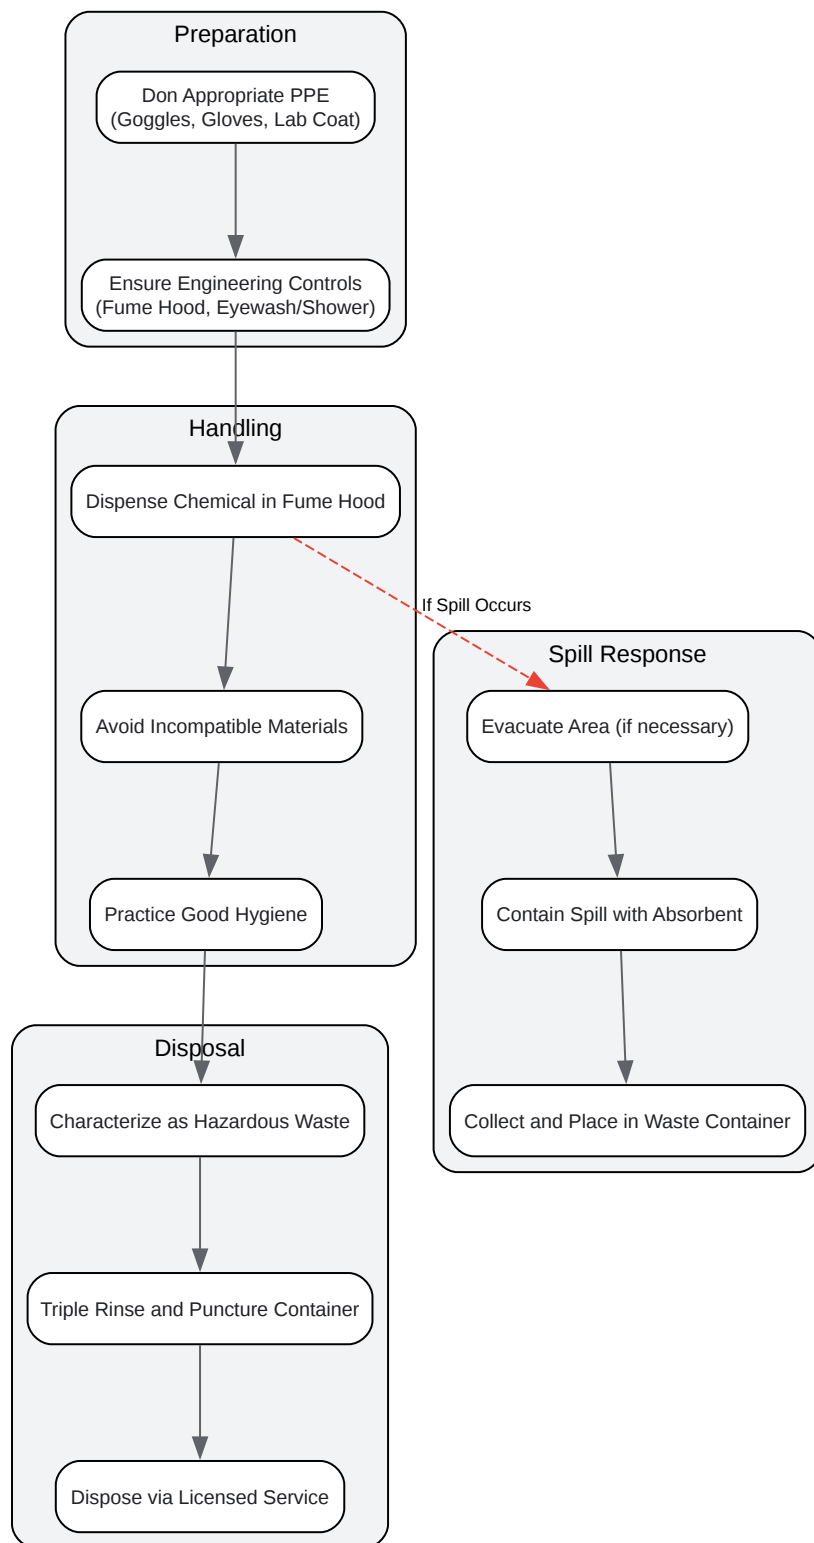 Preparation
Don Appropriate PPE
(Goggles, Gloves, Lab Coat)
Ensure Engineering Controls
(Fume Hood, Eyewash/Shower)
Handling
Dispense Chemical in Fume Hood
If Spill Occurs
Spill Response
Avoid Incompatible Materials
Evacuate Area (if necessary)
Practice Good Hygiene
Contain Spill with Absorbent
Disposal
Characterize as Hazardous Waste
Collect and Place in Waste Container
Triple Rinse and Puncture Container
Dispose via Licensed Service